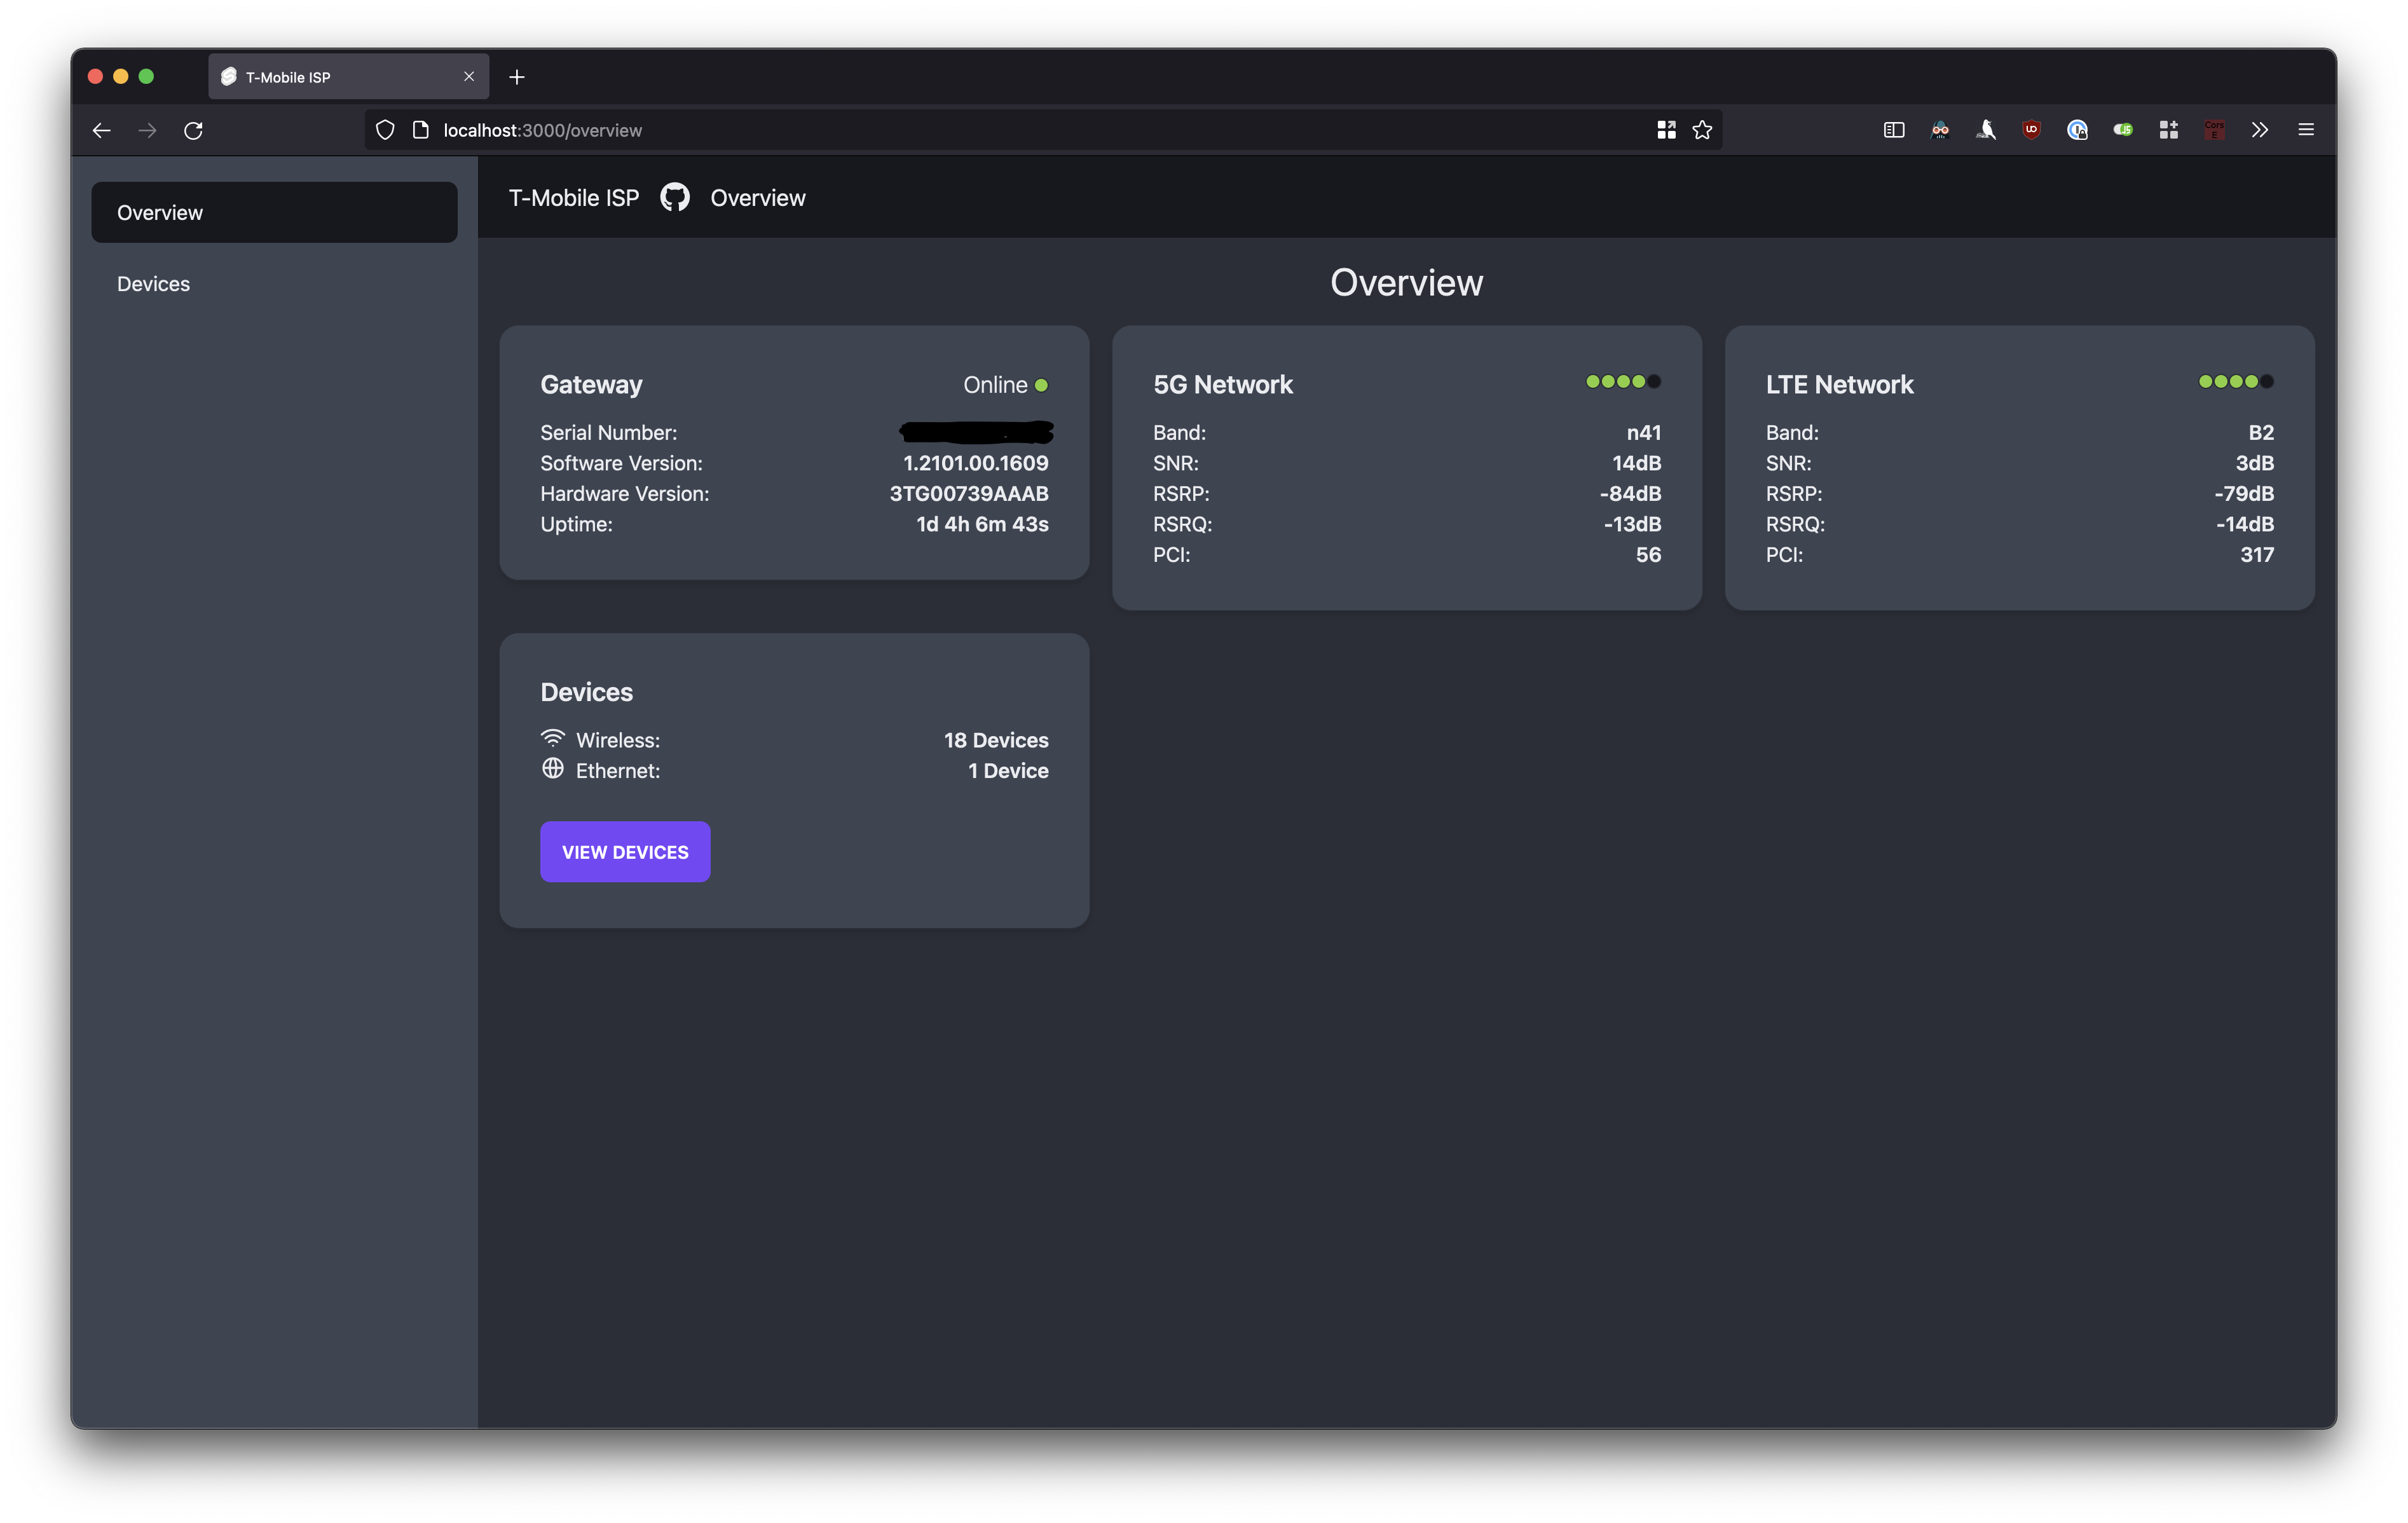 T-Mobile ISP
localhost:3000/overview
Overview
Devices
T-Mobile ISP Overview
Overview
Gateway Online
Serial Number:
Software Version: 1.2101.00.1609
Hardware Version: 3TG00739AAAB
Uptime: 1d 4h 6m 43s
5G Network
Band: n41
SNR: 14dB
RSRP: -84dB
RSRQ: -13dB
PCI: 56
LTE Network
Band: B2
SNR: 3dB
RSRP: -79dB
RSRQ: -14dB
PCI: 317
Devices
Wireless: 18 Devices
Ethernet: 1 Device
VIEW DEVICES